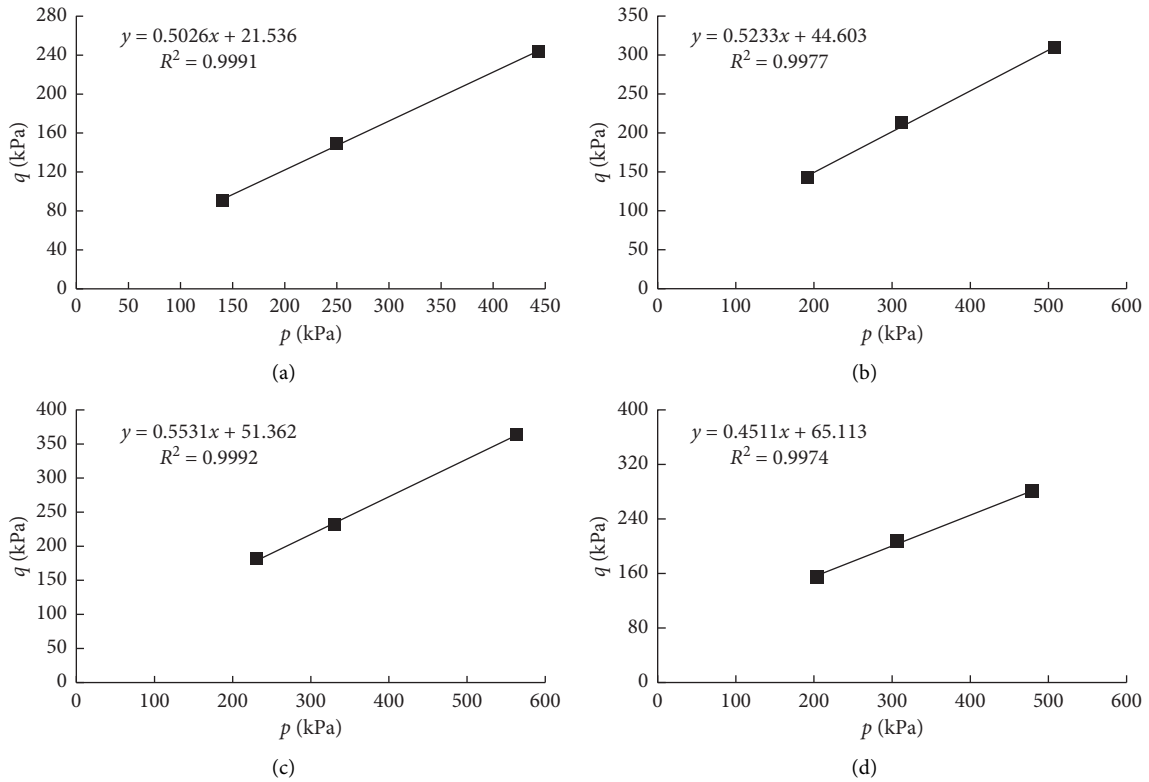 y = 0.5026x + 21.536
R² = 0.9991
280
240
200
160
120
80
40
0
q (kPa)
0 50 100 150 200 250 300 350 400 450
p (kPa)
(a)
y = 0.5233x + 44.603
R² = 0.9977
350
300
250
200
150
100
50
0
q (kPa)
0 100 200 300 400 500 600
p (kPa)
(b)
y = 0.5531x + 51.362
R² = 0.9992
400
350
300
250
200
150
100
50
0
q (kPa)
0 100 200 300 400 500 600
p (kPa)
(c)
y = 0.4511x + 65.113
R² = 0.9974
400
320
240
160
80
0
q (kPa)
0 100 200 300 400 500 600
p (kPa)
(d)